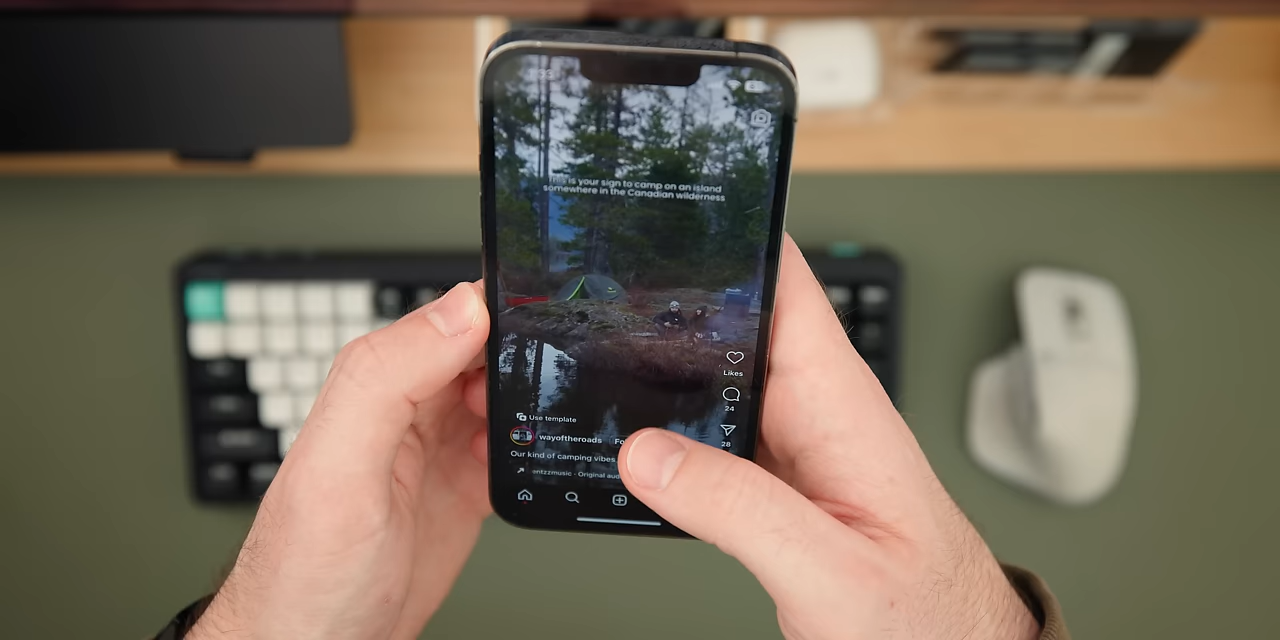 This is your sign to camp on an island
somewhere in the Canadian wilderness
Likes
24
28
Use template
wayoftheroads
Our kind of camping vibes
entzzmusic · Original